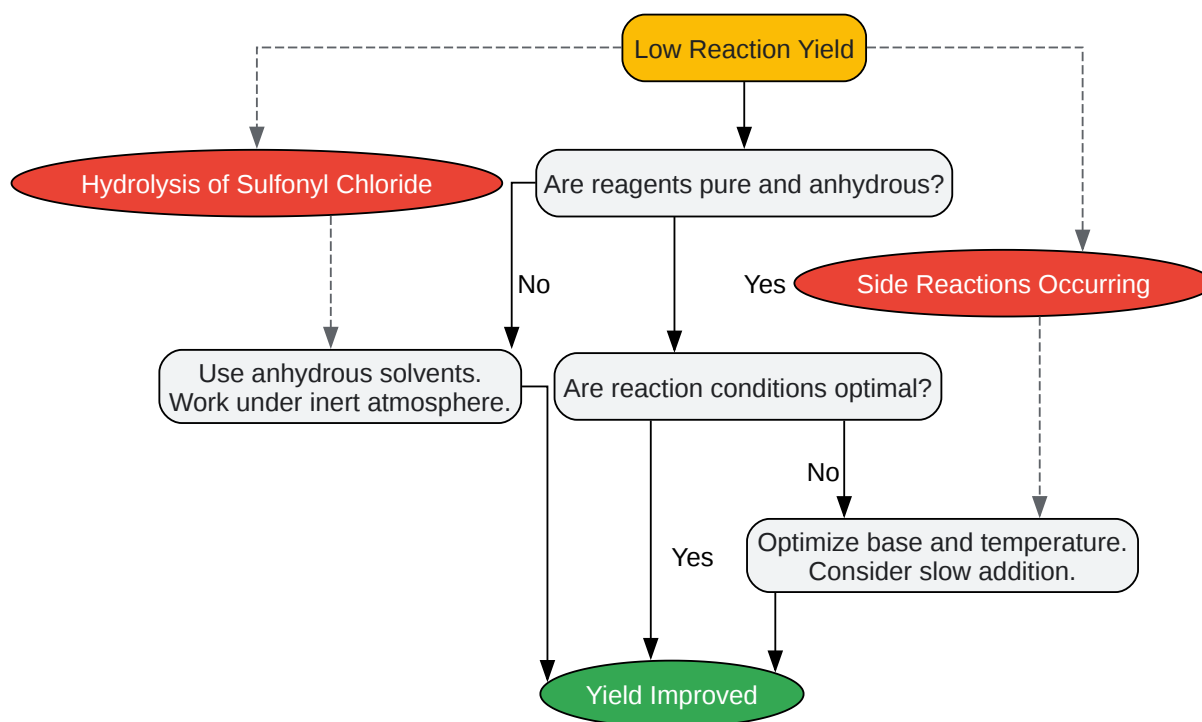 Low Reaction Yield
Hydrolysis of Sulfonyl Chloride
Are reagents pure and anhydrous?
No
Yes
Side Reactions Occurring
Use anhydrous solvents.
Work under inert atmosphere.
Are reaction conditions optimal?
No
Yes
Optimize base and temperature.
Consider slow addition.
Yield Improved